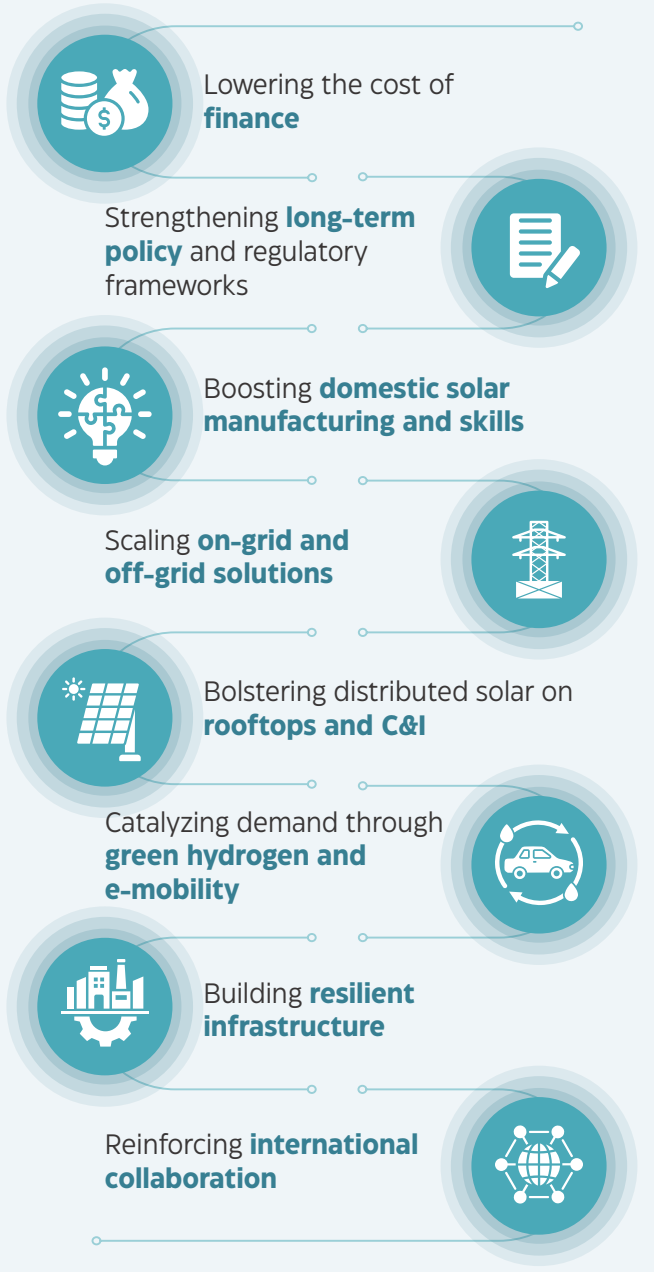 Lowering the cost of
finance
Strengthening long-term
policy and regulatory
frameworks
Boosting domestic solar
manufacturing and skills
Scaling on-grid and
off-grid solutions
Bolstering distributed solar on
rooftops and C&I
Catalyzing demand through
green hydrogen and
e-mobility
Building resilient
infrastructure
Reinforcing international
collaboration